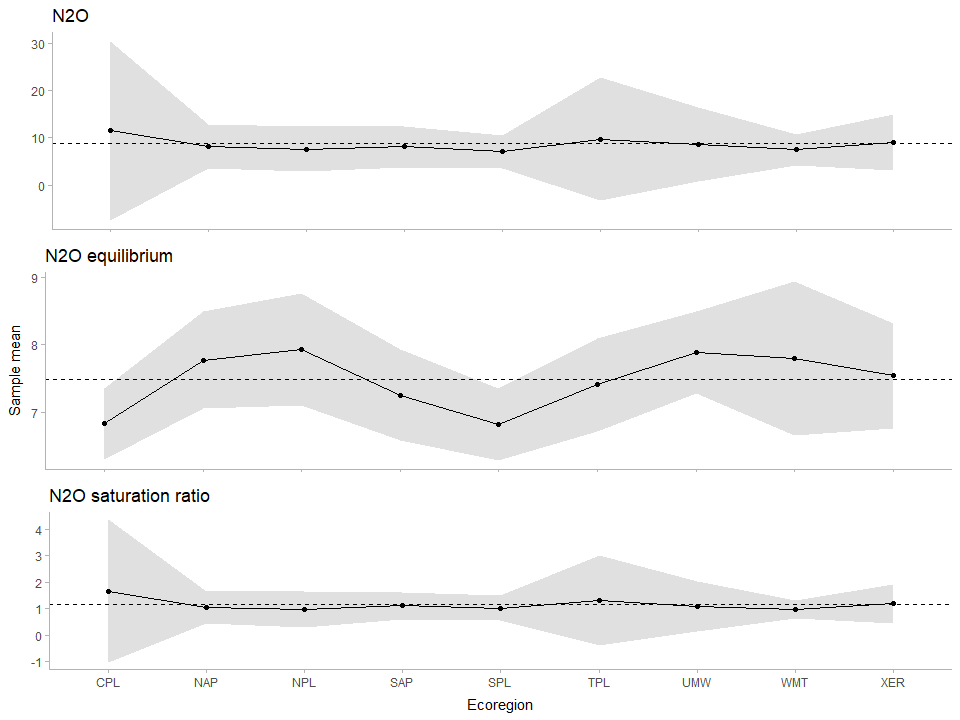 N2O
30
20
10
0
N2O equilibrium
9
8
7
Sample mean
N2O saturation ratio
4
3
2
1
0
-1
CPL NAP NPL SAP SPL TPL UMW WMT XER
Ecoregion